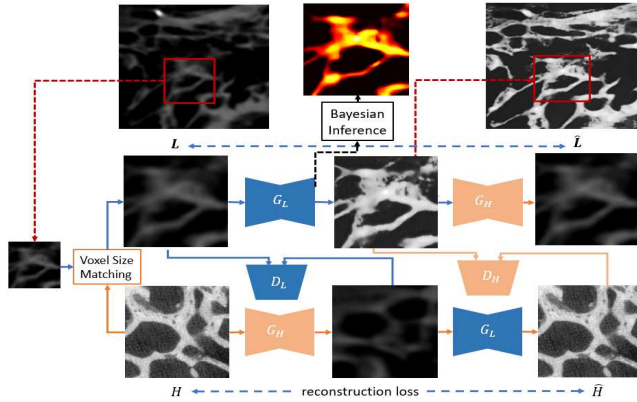 Bayesian
Inference
L
L̂
G_L
G_H
Voxel Size
Matching
D_L
D_H
G_H
G_L
H
reconstruction loss
Ĥ